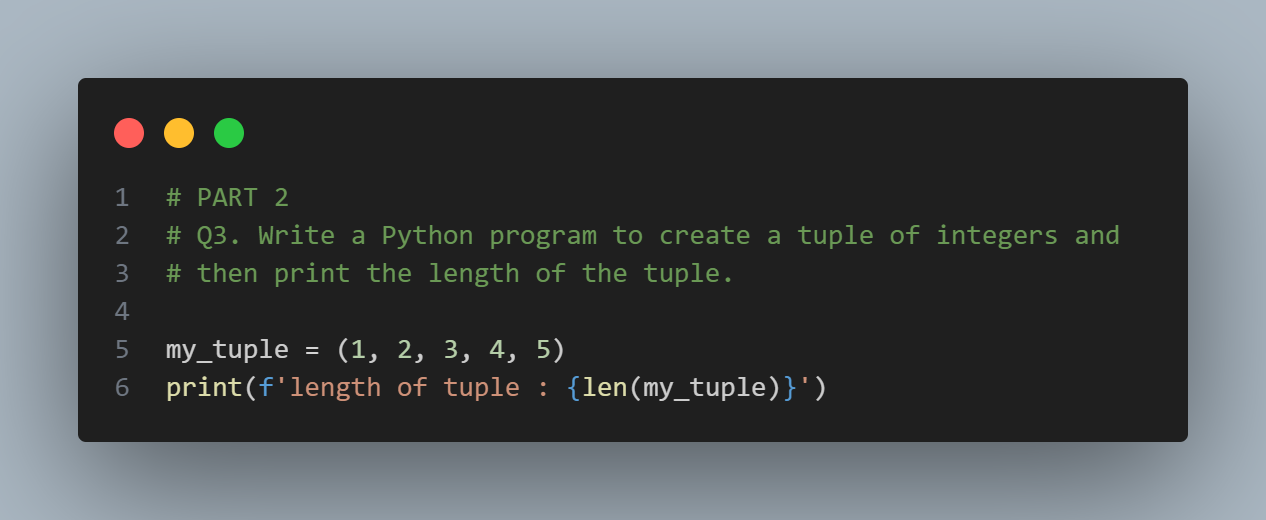 1 # PART 2
2 # Q3. Write a Python program to create a tuple of integers and
3 # then print the length of the tuple.
4
5 my_tuple = (1, 2, 3, 4, 5)
6 print(f'length of tuple : {len(my_tuple)}')